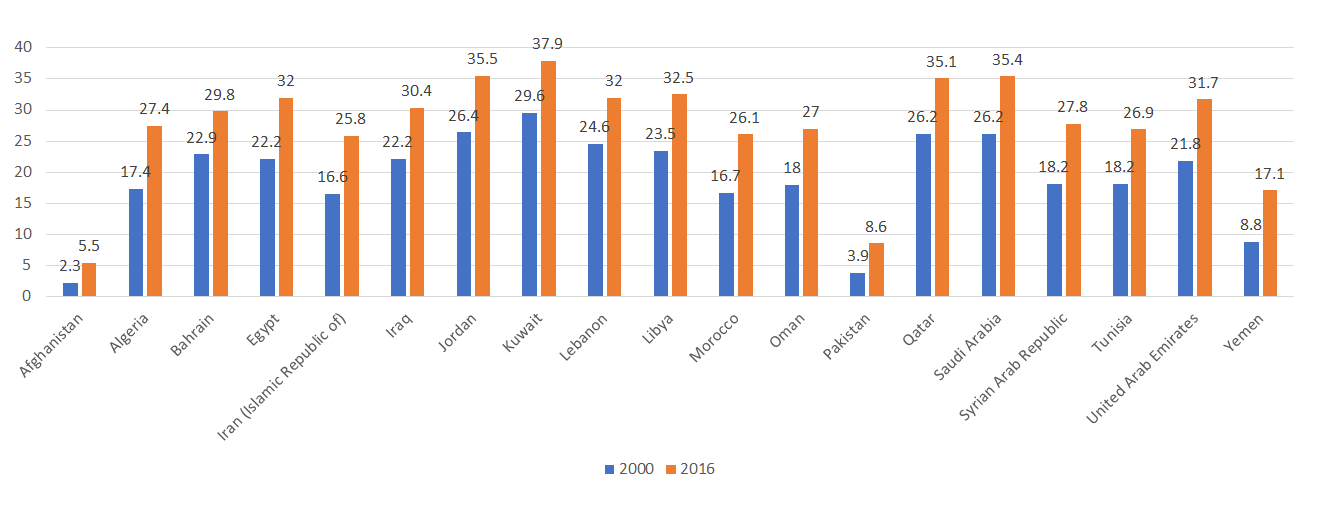 40
35
30
25
20
15
10
5
0
2.3 5.5
17.4 27.4
22.9 29.8
22.2 32
16.6 25.8
22.2 30.4
26.4 35.5
29.6 37.9
24.6 32
23.5 32.5
16.7 26.1
18 27
3.9 8.6
26.2 35.1
26.2 35.4
18.2 27.8
18.2 26.9
21.8 31.7
8.8 17.1
Afghanistan
Algeria
Bahrain
Egypt
Iran (Islamic Republic of)
Iraq
Jordan
Kuwait
Lebanon
Libya
Morocco
Oman
Pakistan
Qatar
Saudi Arabia
Syrian Arab Republic
Tunisia
United Arab Emirates
Yemen
2000 2016